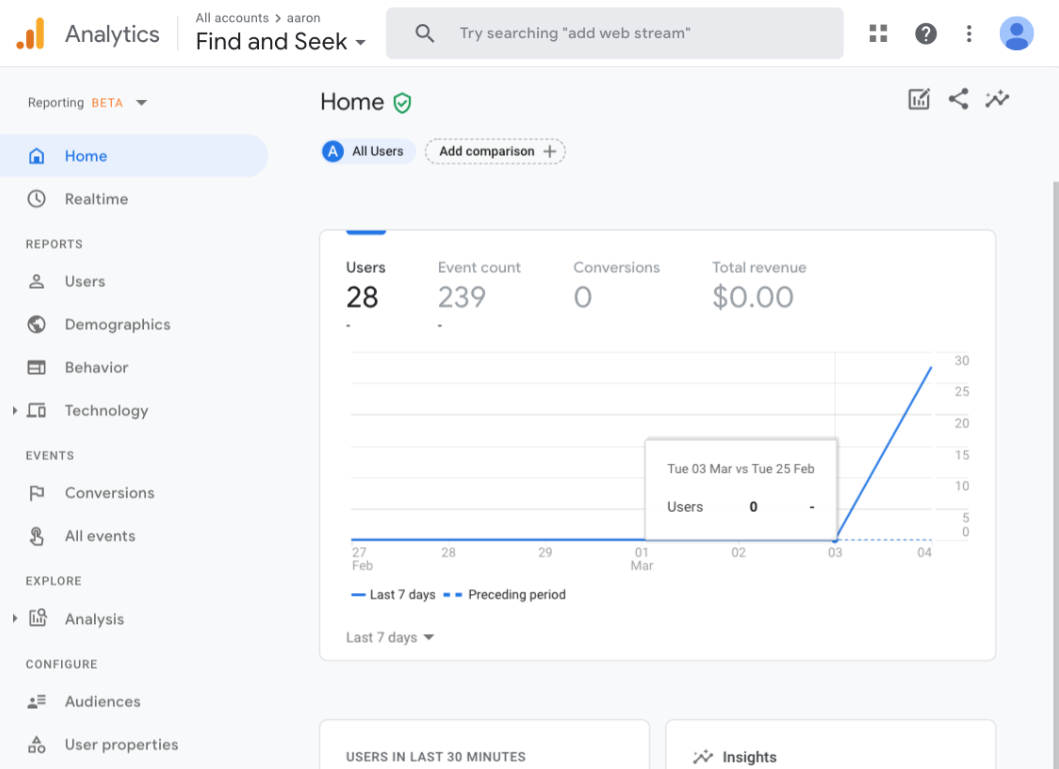 Analytics
All accounts > aaron
Find and Seek
Try searching "add web stream"
Reporting BETA
Home
Realtime
REPORTS
Users
Demographics
Behavior
Technology
EVENTS
Conversions
All events
EXPLORE
Analysis
CONFIGURE
Audiences
User properties
Home
A All Users
Add comparison +
Users Event count Conversions Total revenue
28 239 0 $0.00
- -
30
25
20
15
10
5
0
Tue 03 Mar vs Tue 25 Feb
Users 0 -
27 28 29 01 02 03 04
Feb Mar
Last 7 days Preceding period
Last 7 days
USERS IN LAST 30 MINUTES
Insights